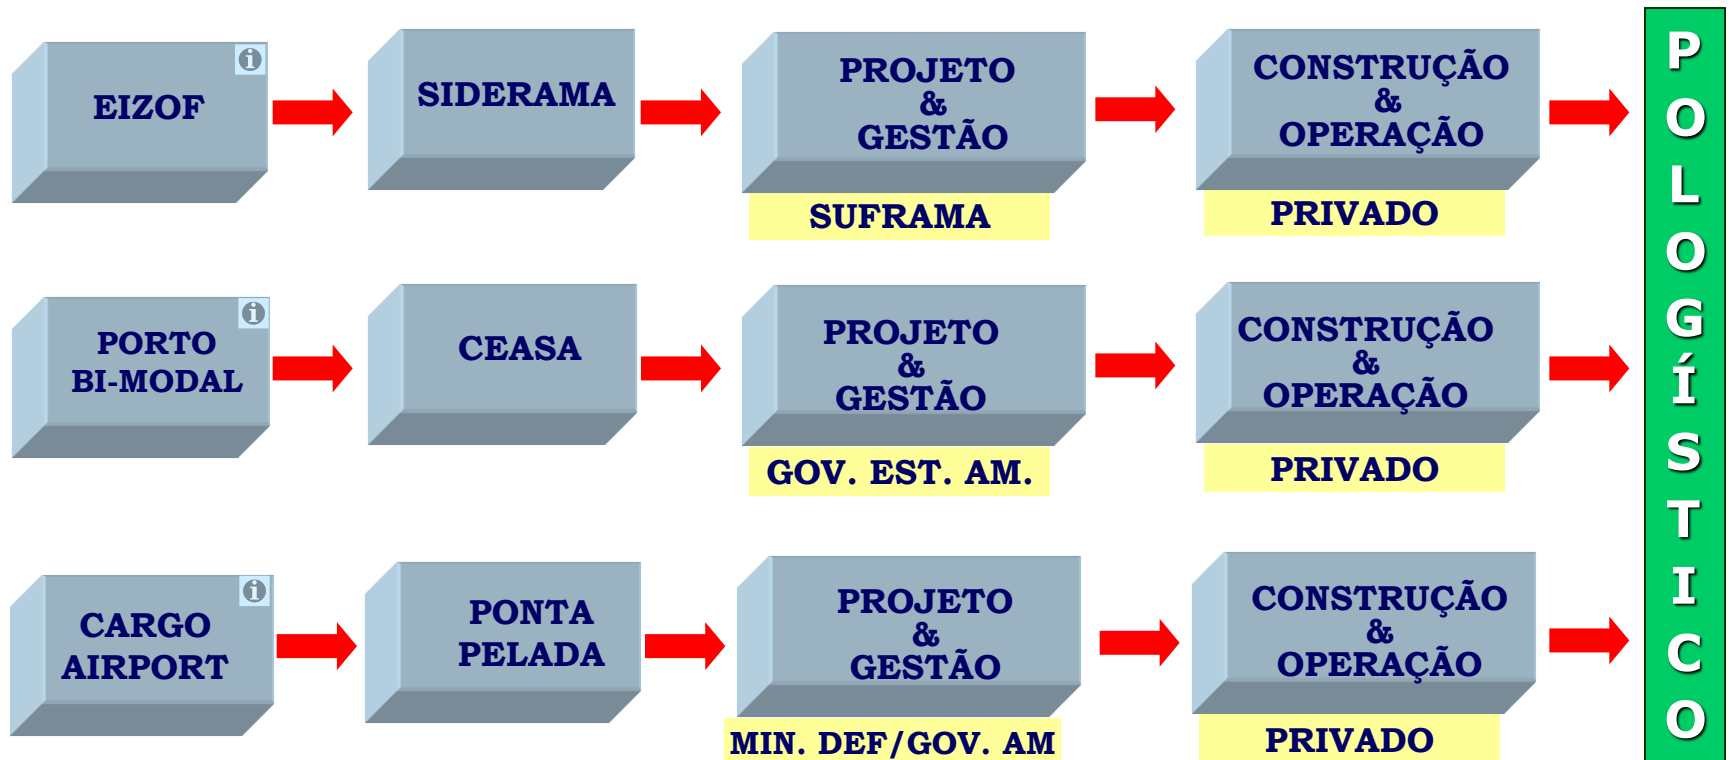 EIZOF
SIDERAMA
PROJETO
&
GESTÃO
SUFRAMA
CONSTRUÇÃO
&
OPERAÇÃO
PRIVADO
PORTO
BI-MODAL
CEASA
PROJETO
&
GESTÃO
GOV. EST. AM.
CONSTRUÇÃO
&
OPERAÇÃO
PRIVADO
CARGO
AIRPORT
PONTA
PELADA
PROJETO
&
GESTÃO
MIN. DEF/GOV. AM
CONSTRUÇÃO
&
OPERAÇÃO
PRIVADO
P
O
L
O
G
Í
S
T
I
C
O